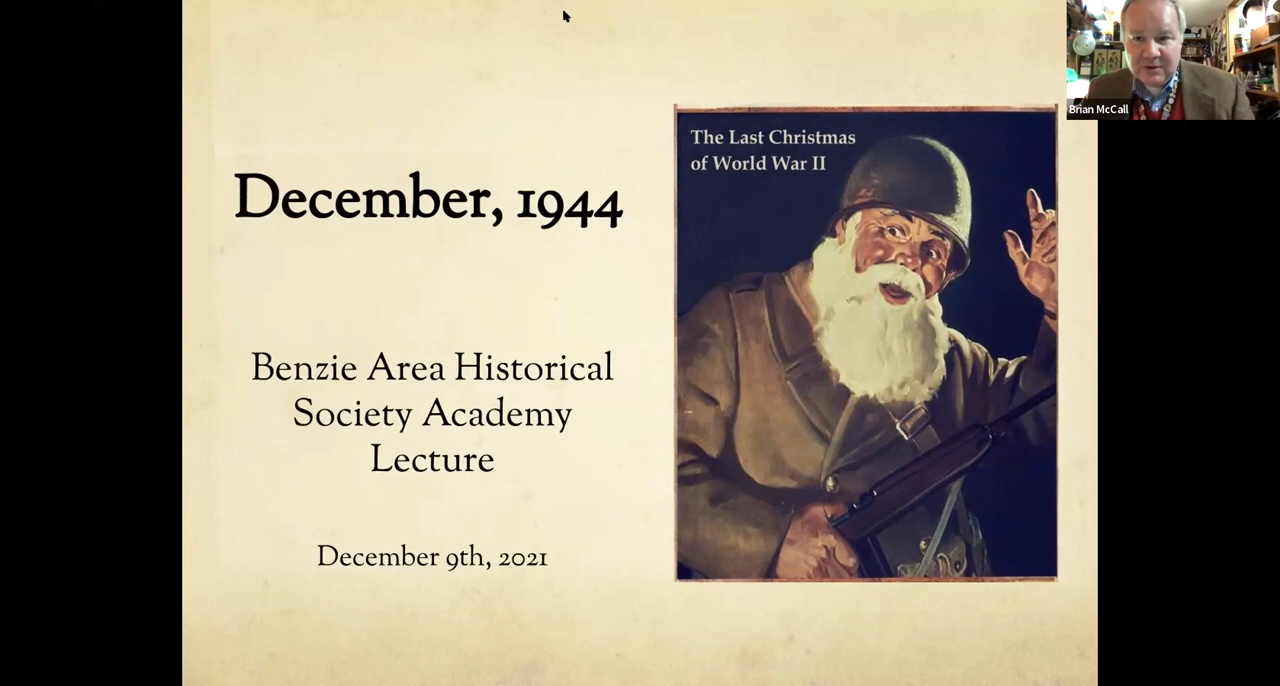 December, 1944
Benzie Area Historical
Society Academy
Lecture
December 9th, 2021
The Last Christmas
of World War II
Brian McCall